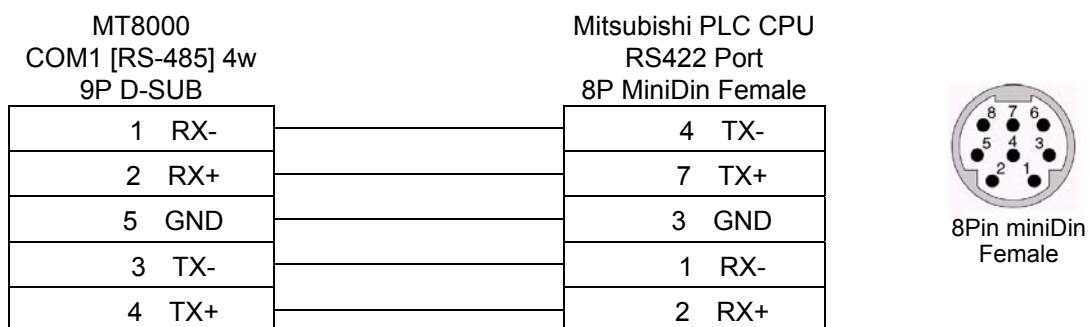 MT8000
COM1 [RS-485] 4w
9P D-SUB
1 RX-
2 RX+
5 GND
3 TX-
4 TX+
Mitsubishi PLC CPU
RS422 Port
8P MiniDin Female
4 TX-
7 TX+
3 GND
1 RX-
2 RX+
8 7 6
5 4 3
2 1
8Pin miniDin
Female